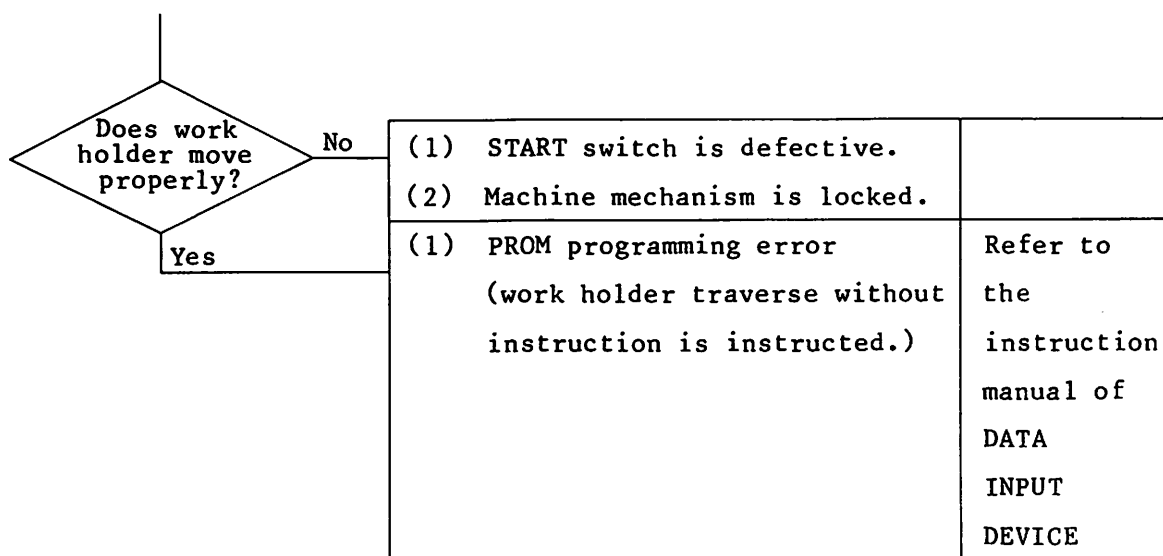 Does work
holder move
properly?
No
Yes
(1) START switch is defective.
(2) Machine mechanism is locked.
(1) PROM programming error
(work holder traverse without
instruction is instructed.)
Refer to
the
instruction
manual of
DATA
INPUT
DEVICE